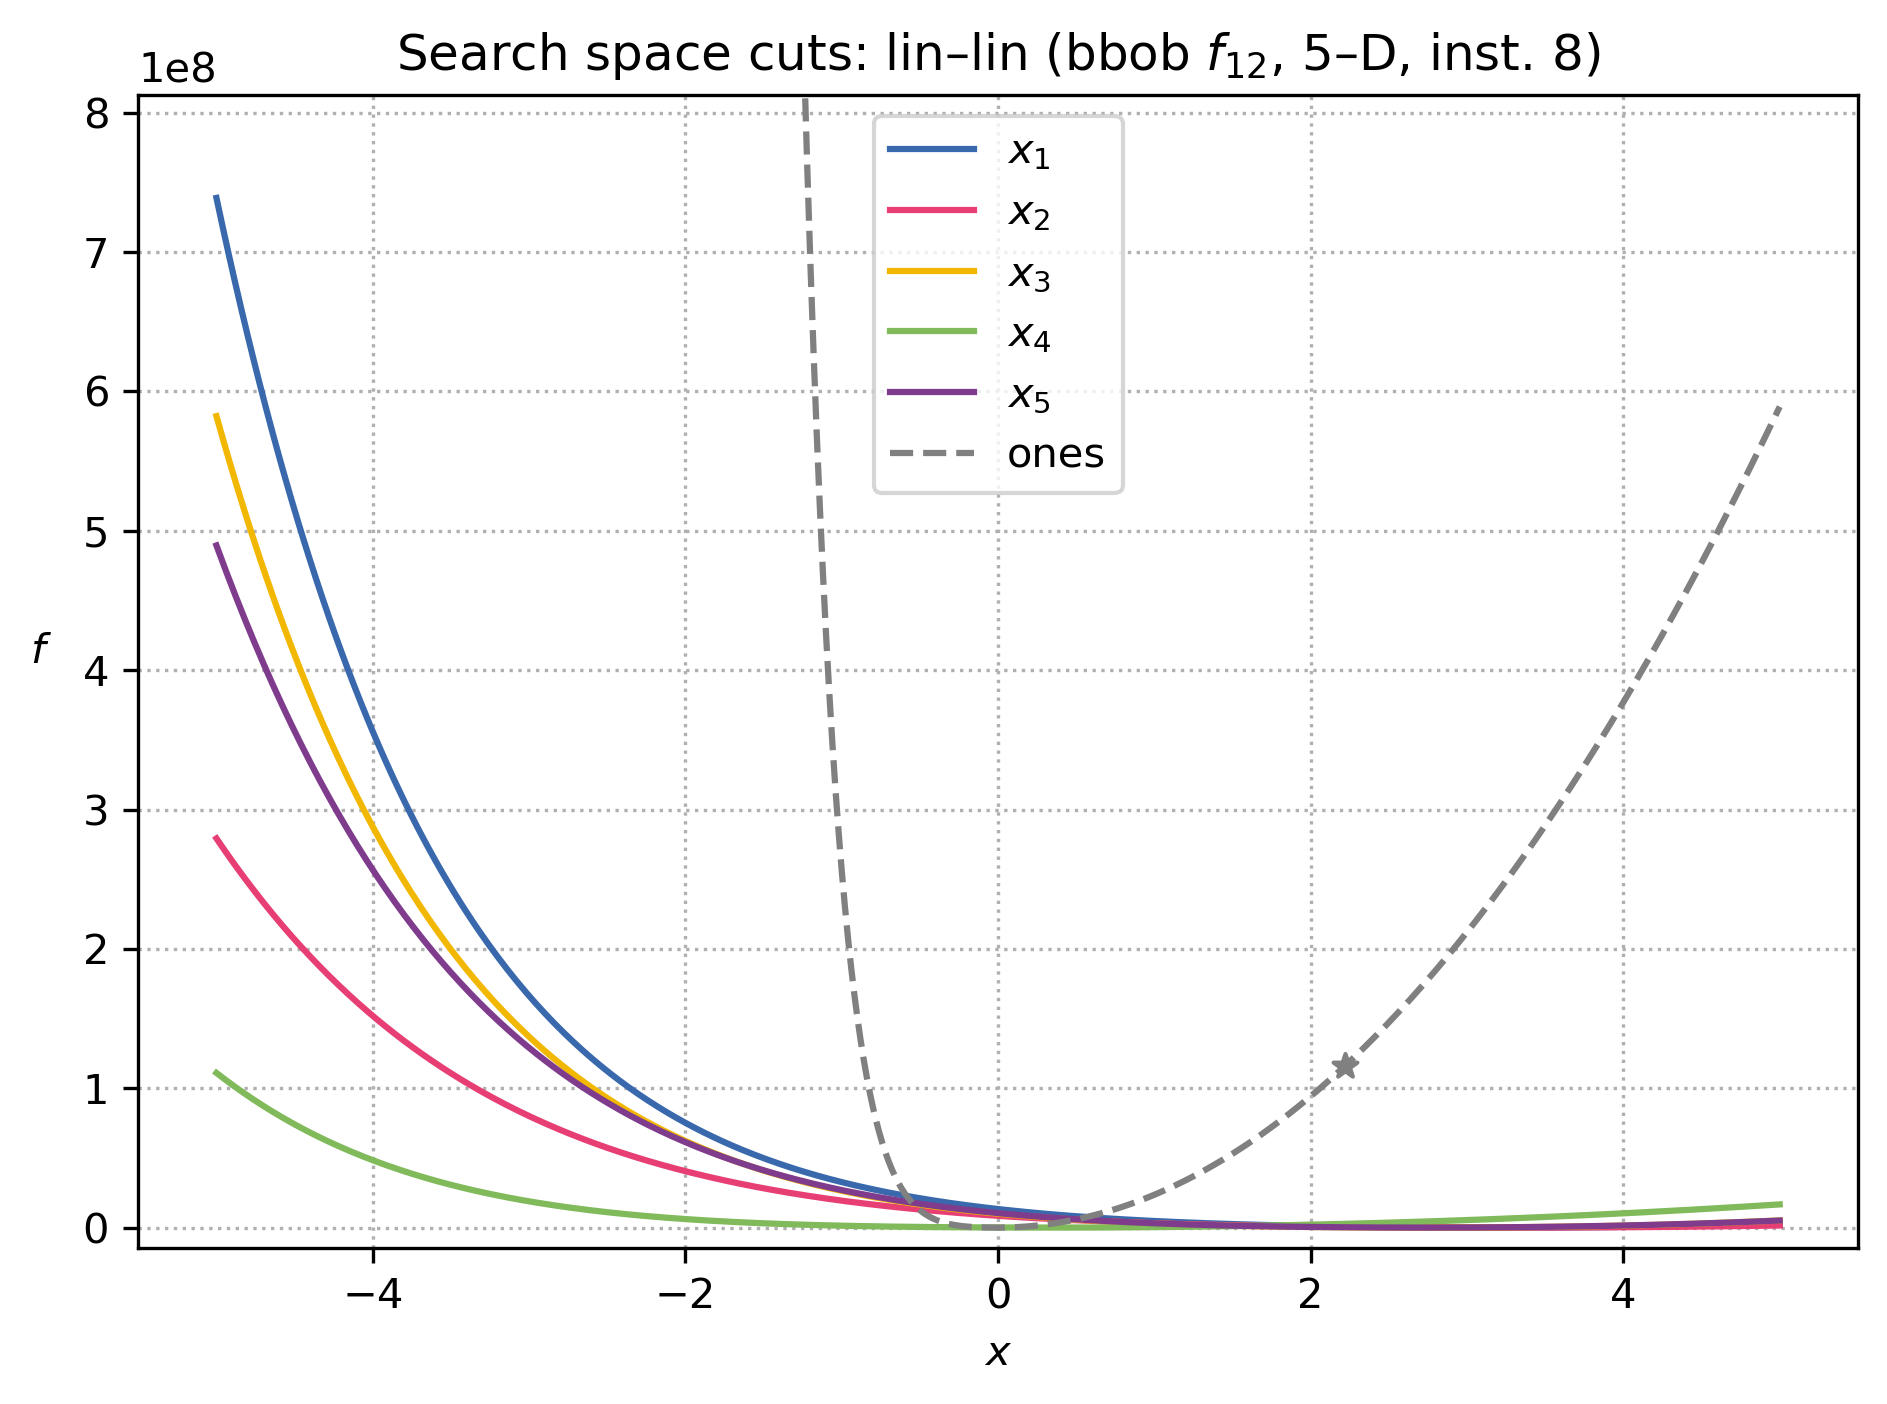 Search space cuts: lin–lin (bbob f₁₂, 5–D, inst. 8)
1e8
8
7
6
5
4
3
2
1
0
f
x₁
x₂
x₃
x₄
x₅
ones
−4
−2
0
2
4
x